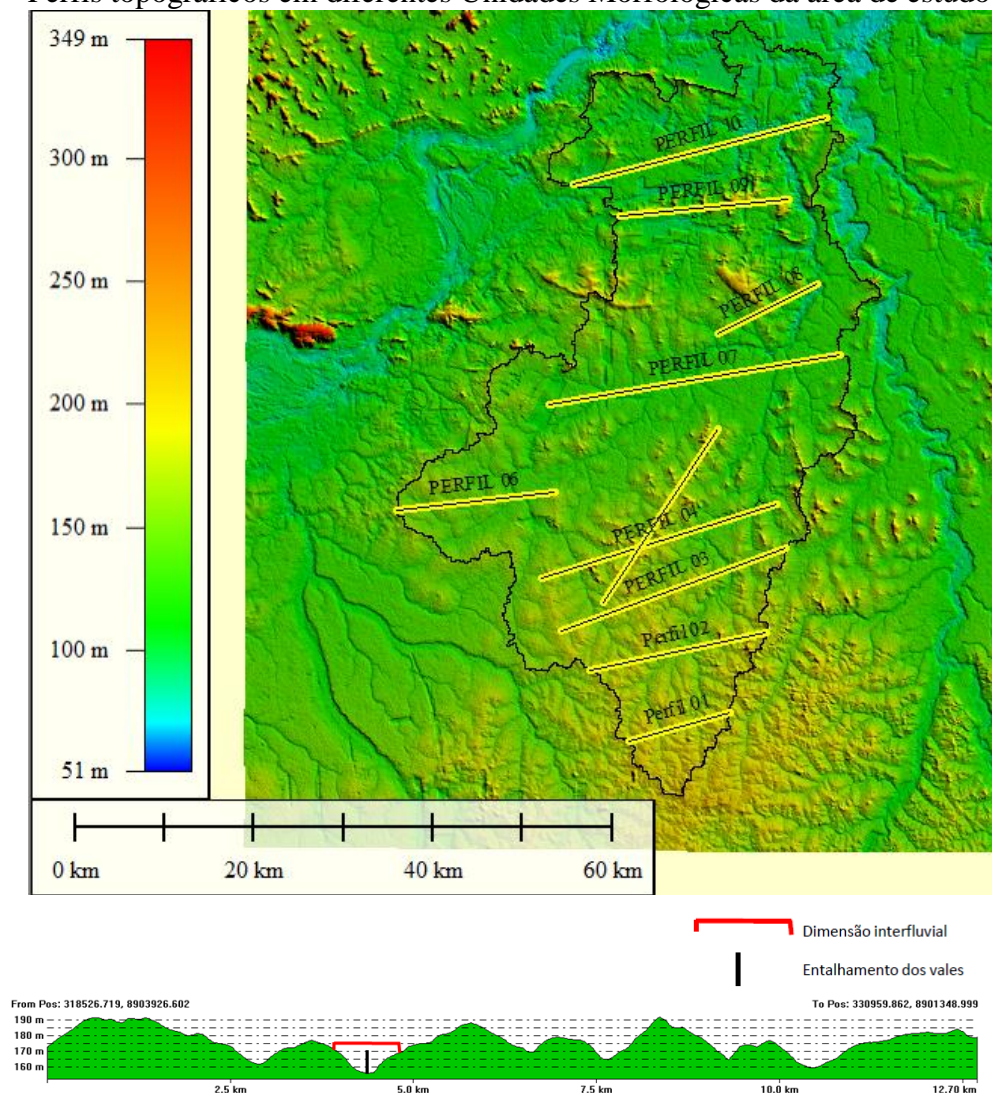 Perfis topográficos em diferentes Unidades Morfológicas da área de estudo
349 m
300 m
250 m
200 m
150 m
100 m
51 m
PERFIL 10
PERFIL 09
PERFIL 08
PERFIL 07
PERFIL 06
PERFIL 04
PERFIL 03
Perfil 02
Perfil 01
0 km
20 km
40 km
60 km
Dimensão interfluvial
Entalhamento dos vales
From Pos: 318526.719, 8903926.602
To Pos: 330959.862, 8901348.999
190 m
180 m
170 m
160 m
2.5 km
5.0 km
7.5 km
10.0 km
12.70 km